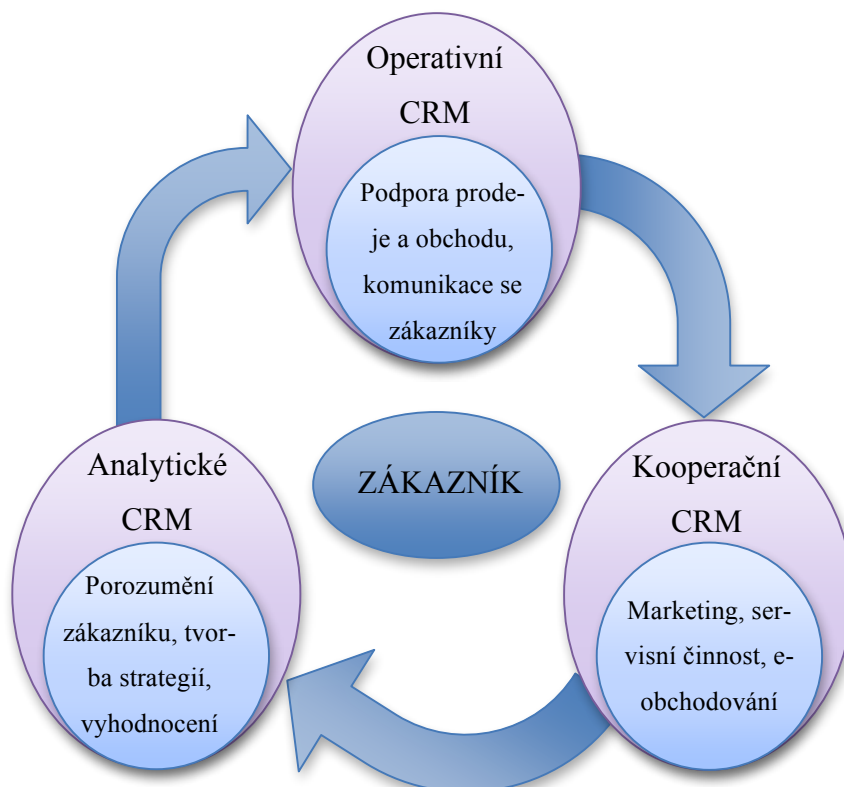 Operativní
CRM
Podpora prode-
je a obchodu,
komunikace se
zákazníky
ZÁKAZNÍK
Analytické
CRM
Porozumění
zákazníku, tvor-
ba strategií,
vyhodnocení
Kooperační
CRM
Marketing, ser-
visní činnost, e-
obchodování